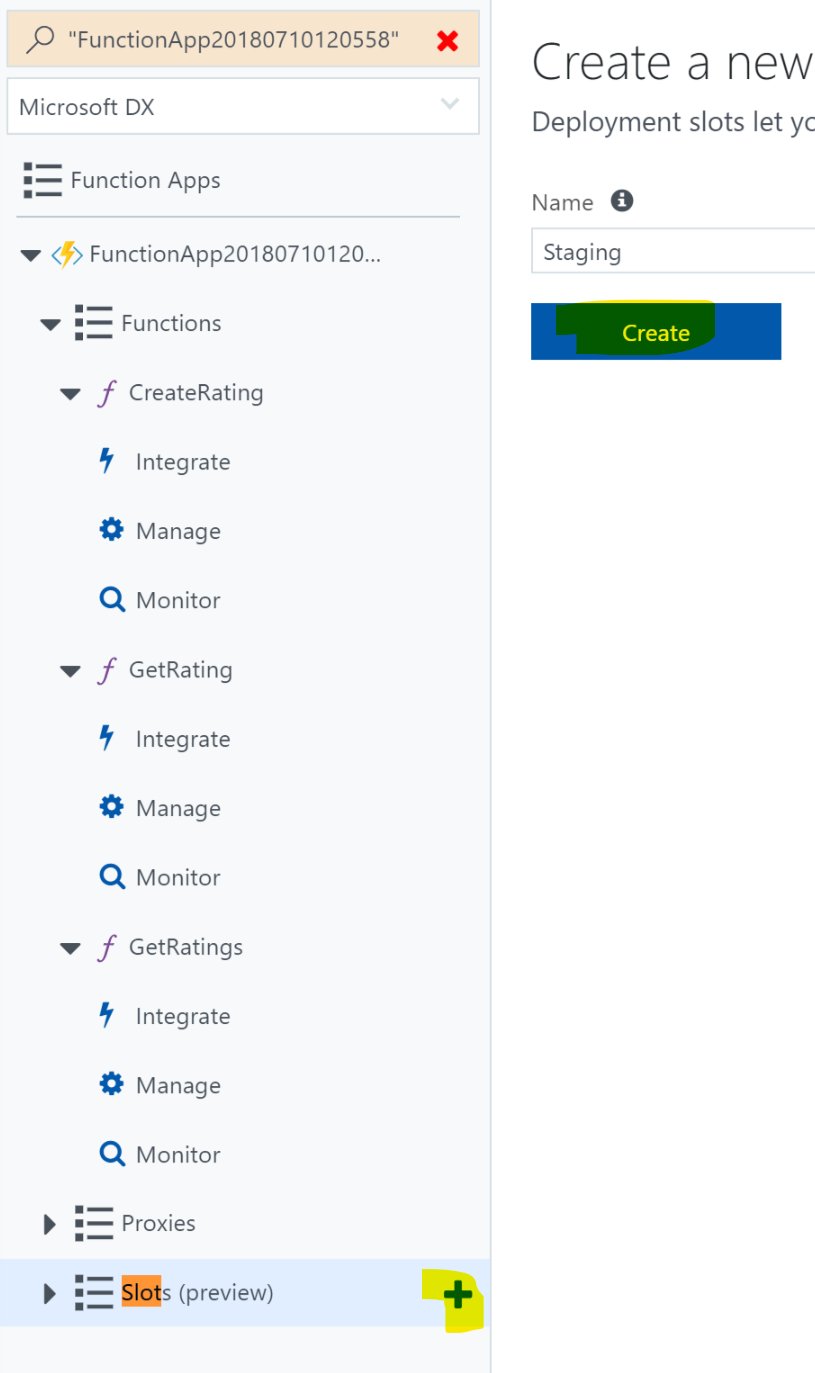 "FunctionApp20180710120558"
Microsoft DX
Function Apps
FunctionApp20180710120...
Functions
CreateRating
Integrate
Manage
Monitor
GetRating
Integrate
Manage
Monitor
GetRatings
Integrate
Manage
Monitor
Proxies
Slots (preview)
Create a new
Deployment slots let yo
Name
Staging
Create